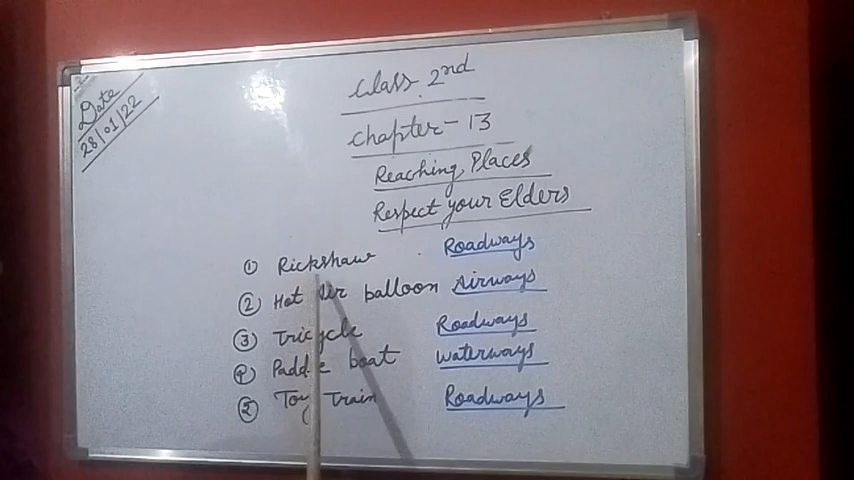 Date
28/01/22
Class 2nd
Chapter-13
Reaching Places
Respect your Elders
① Rickshaw Roadways
② Hot Air balloon Airways
③ Tricycle Roadways
④ Paddle boat waterways
⑤ Toy Train Roadways